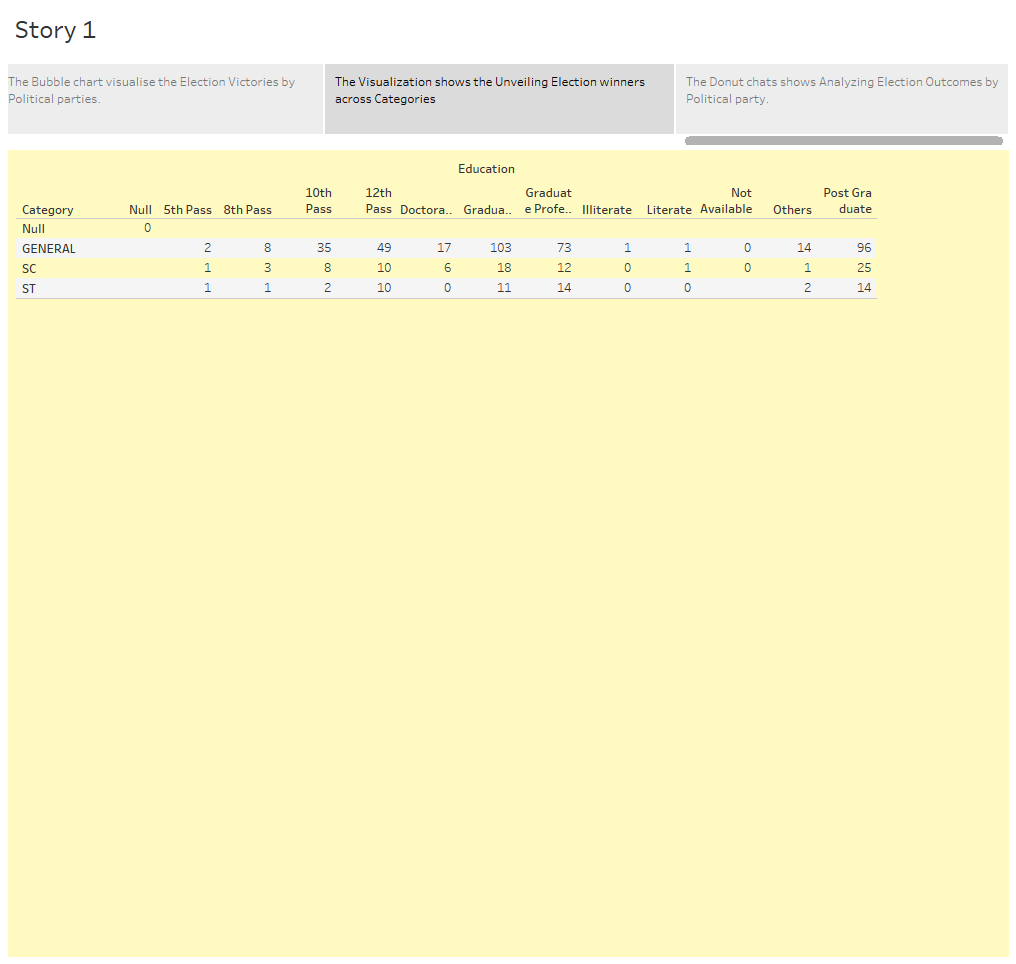 Story 1
The Bubble chart visualise the Election Victories by
Political parties.
The Visualization shows the Unveiling Election winners
across Categories
The Donut chats shows Analyzing Election Outcomes by
Political party.
Education
Category Null 5th Pass 8th Pass 10th Pass 12th Pass Doctora.. Gradua.. Graduat e Profe.. Illiterate Literate Not Available Others Post Gra duate
Null 0
GENERAL 2 8 35 49 17 103 73 1 1 0 14 96
SC 1 3 8 10 6 18 12 0 1 0 1 25
ST 1 1 2 10 0 11 14 0 0 2 14